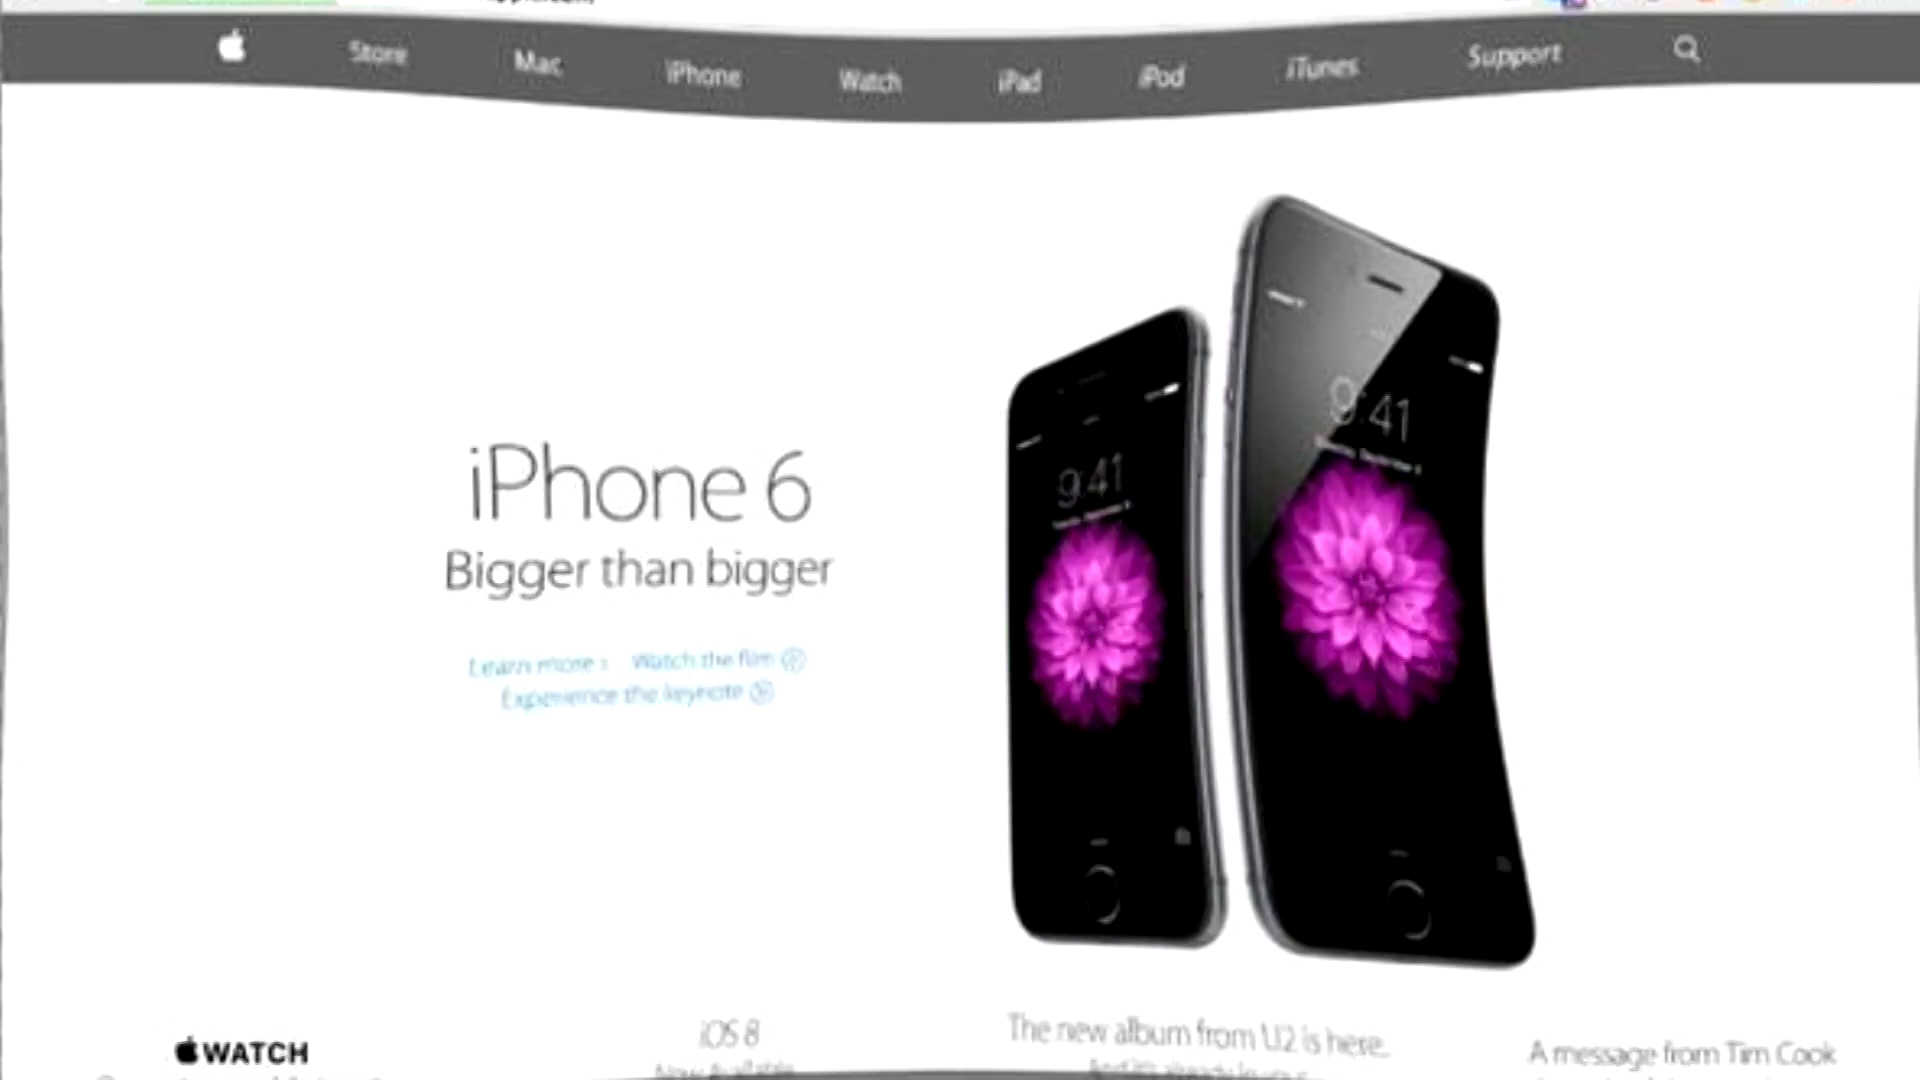 Store Mac iPhone Watch iPad iPod iTunes Support
9:41
9:41
iPhone 6
Bigger than bigger
Learn more Watch the film
Experience the keynote
WATCH
iOS 8
The new album from U2 is here.
A message from Tim Cook
Now Available